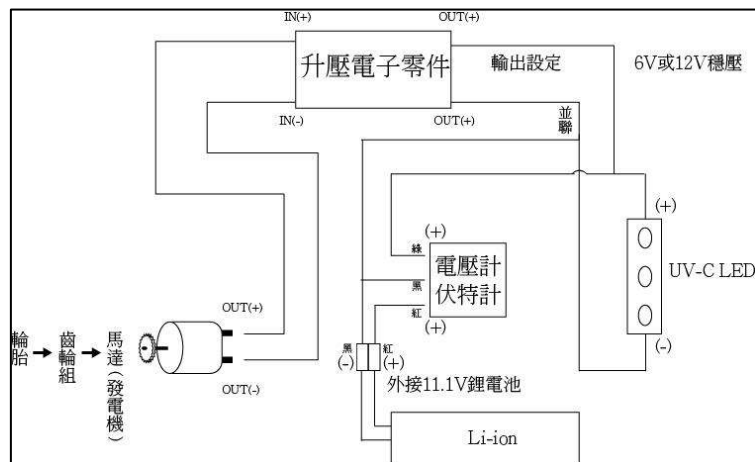 IN(+)
OUT(+)
升壓電子零件
輸出設定
6V或12V穩壓
IN(-)
OUT(+)
並聯
(+)
綠
(+)
電壓計
伏特計
黑
紅
(+)
UV-C LED
(-)
OUT(+)
OUT(-)
輪胎
齒輪組
馬達(發電機)
黑
(-)
紅
(+)
外接11.1V鋰電池
Li-ion